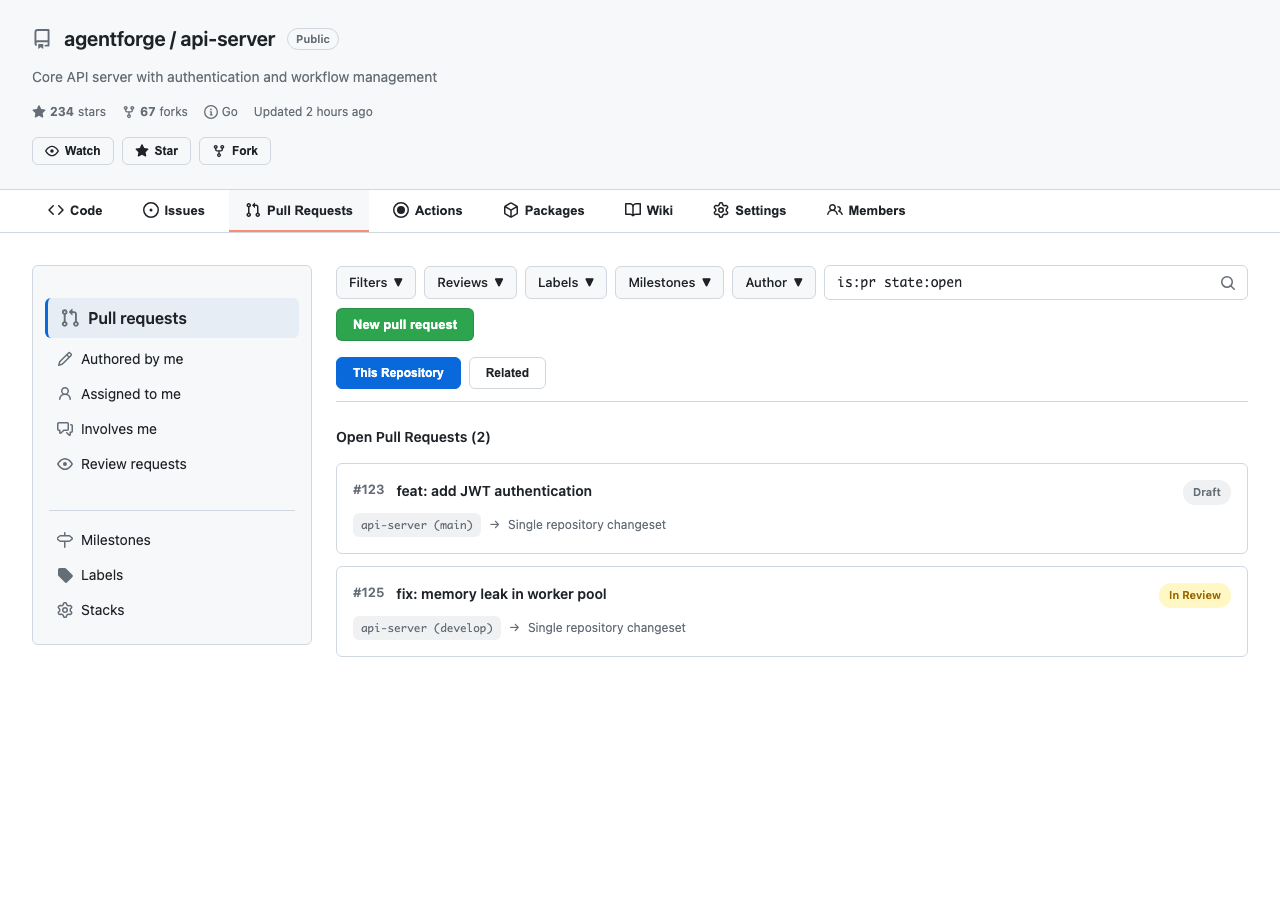 agentforge / api-server Public
Core API server with authentication and workflow management
234 stars 67 forks Go Updated 2 hours ago
Watch Star Fork
Code Issues Pull Requests Actions Packages Wiki Settings Members
Pull requests
Authored by me
Assigned to me
Involves me
Review requests
Milestones
Labels
Stacks
Filters ▼ Reviews ▼ Labels ▼ Milestones ▼ Author ▼ is:pr state:open
New pull request
This Repository Related
Open Pull Requests (2)
#123 feat: add JWT authentication Draft
api-server (main) → Single repository changeset
#125 fix: memory leak in worker pool In Review
api-server (develop) → Single repository changeset